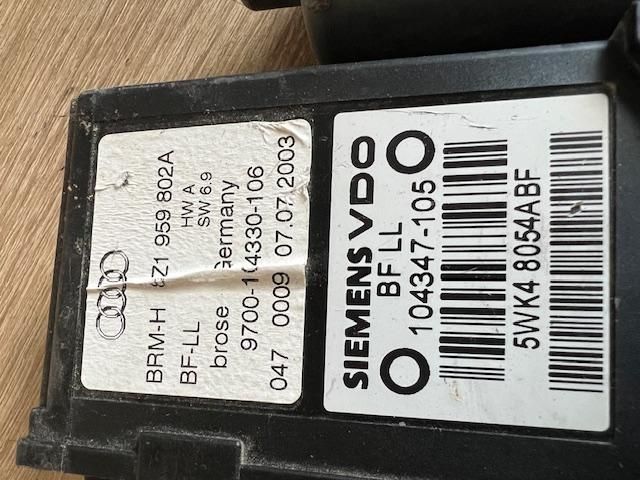 BRM-H 8Z1 959 802A
BF-LL HW A
SW 6.9
brose Germany
9700-104330-106
047 0009 07.07.2003
SIEMENS VDO
BF LL
104347-105
5WK4 8054ABF